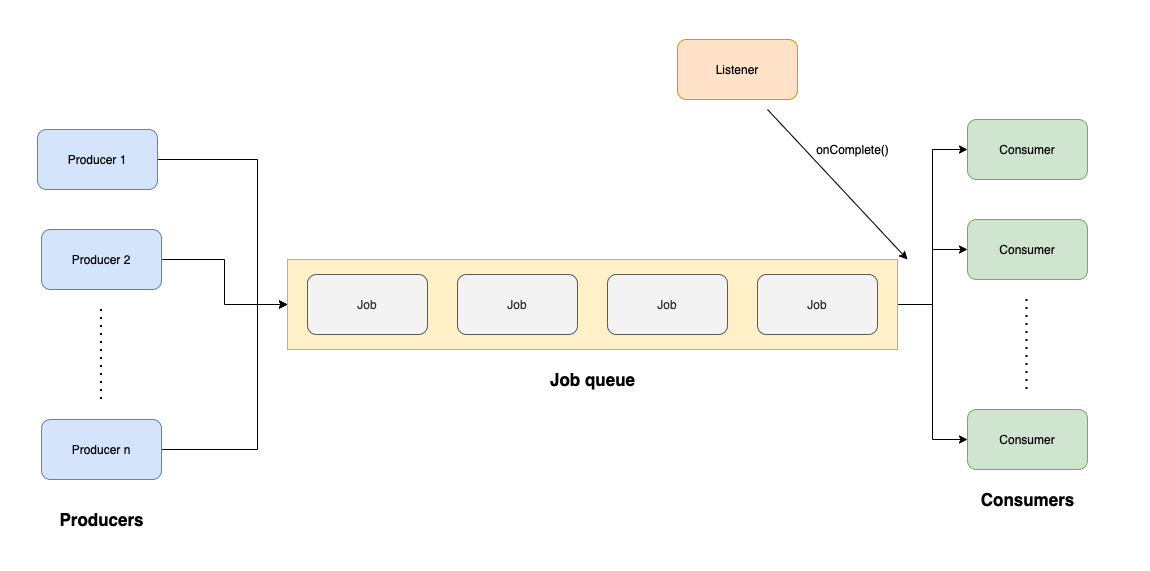 Listener
onComplete()
Producer 1
Producer 2
Producer n
Producers
Job
Job
Job
Job
Job queue
Consumer
Consumer
Consumer
Consumers